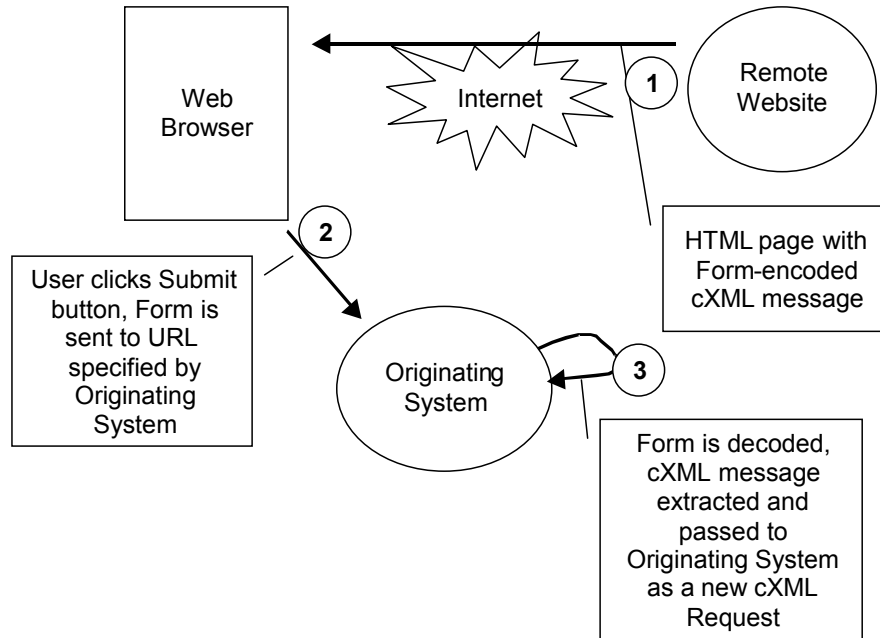 Web
Browser
Internet
1
Remote
Website
HTML page with
Form-encoded
cXML message
2
User clicks Submit
button, Form is
sent to URL
specified by
Originating
System
Originating
System
3
Form is decoded,
cXML message
extracted and
passed to
Originating System
as a new cXML
Request